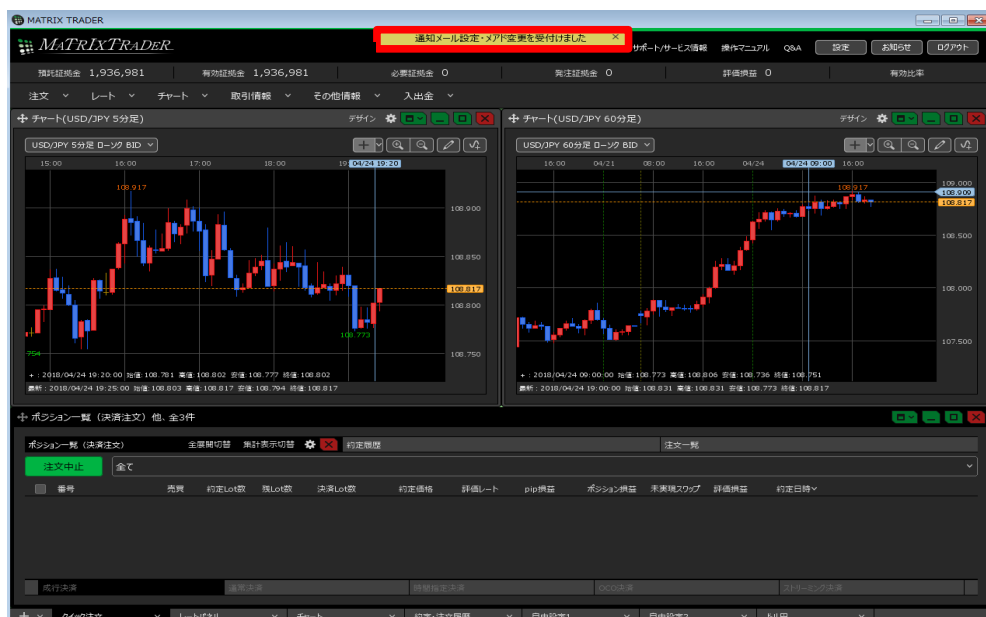 MATRIX TRADER
MATRIXTRADER
通知メール設定・メアド変更を受付けました ×
サポート/サービス情報 操作マニュアル Q&A 設定 お知らせ ログアウト
預託証拠金 1,936,981 有効証拠金 1,936,981 必要証拠金 0 発注証拠金 0 評価損益 0 有効比率
注文 レート チャート 取引情報 その他情報 入出金
チャート(USD/JPY 5分足) デザイン
チャート(USD/JPY 60分足) デザイン
USD/JPY 5分足 ローソク BID
USD/JPY 60分足 ローソク BID
15:00 16:00 17:00 18:00 19: 04/24 19:20
16:00 04/21 08:00 16:00 04/24 04/24 09:00 16:00
108.917
108.900
108.850
108.817
108.800
108.773
108.750
754
108.917
109.000
108.909
108.817
108.500
108.000
107.500
+ : 2018/04/24 19:20:00 始値:108.781 高値:108.802 安値:108.777 終値:108.802
最新 : 2018/04/24 19:25:00 始値:108.803 高値:108.817 安値:108.794 終値:108.817
+ : 2018/04/24 09:00:00 始値:108.773 高値:108.806 安値:108.736 終値:108.751
最新 : 2018/04/24 19:00:00 始値:108.831 高値:108.831 安値:108.773 終値:108.817
ポジション一覧（決済注文）他、全3件
ポジション一覧（決済注文） 全展開切替 集計表示切替 約定履歴 注文一覧
注文中止 全て
番号 売買 約定Lot数 残Lot数 決済Lot数 約定価格 評価レート pip損益 ポジション損益 未実現スワップ 評価損益 約定日時
成行決済 通常決済 時間指定決済 OCO決済 ストリーミング決済
クイック注文 レートパネル チャート 約定・注文履歴 自由設定1 自由設定2 ドル円